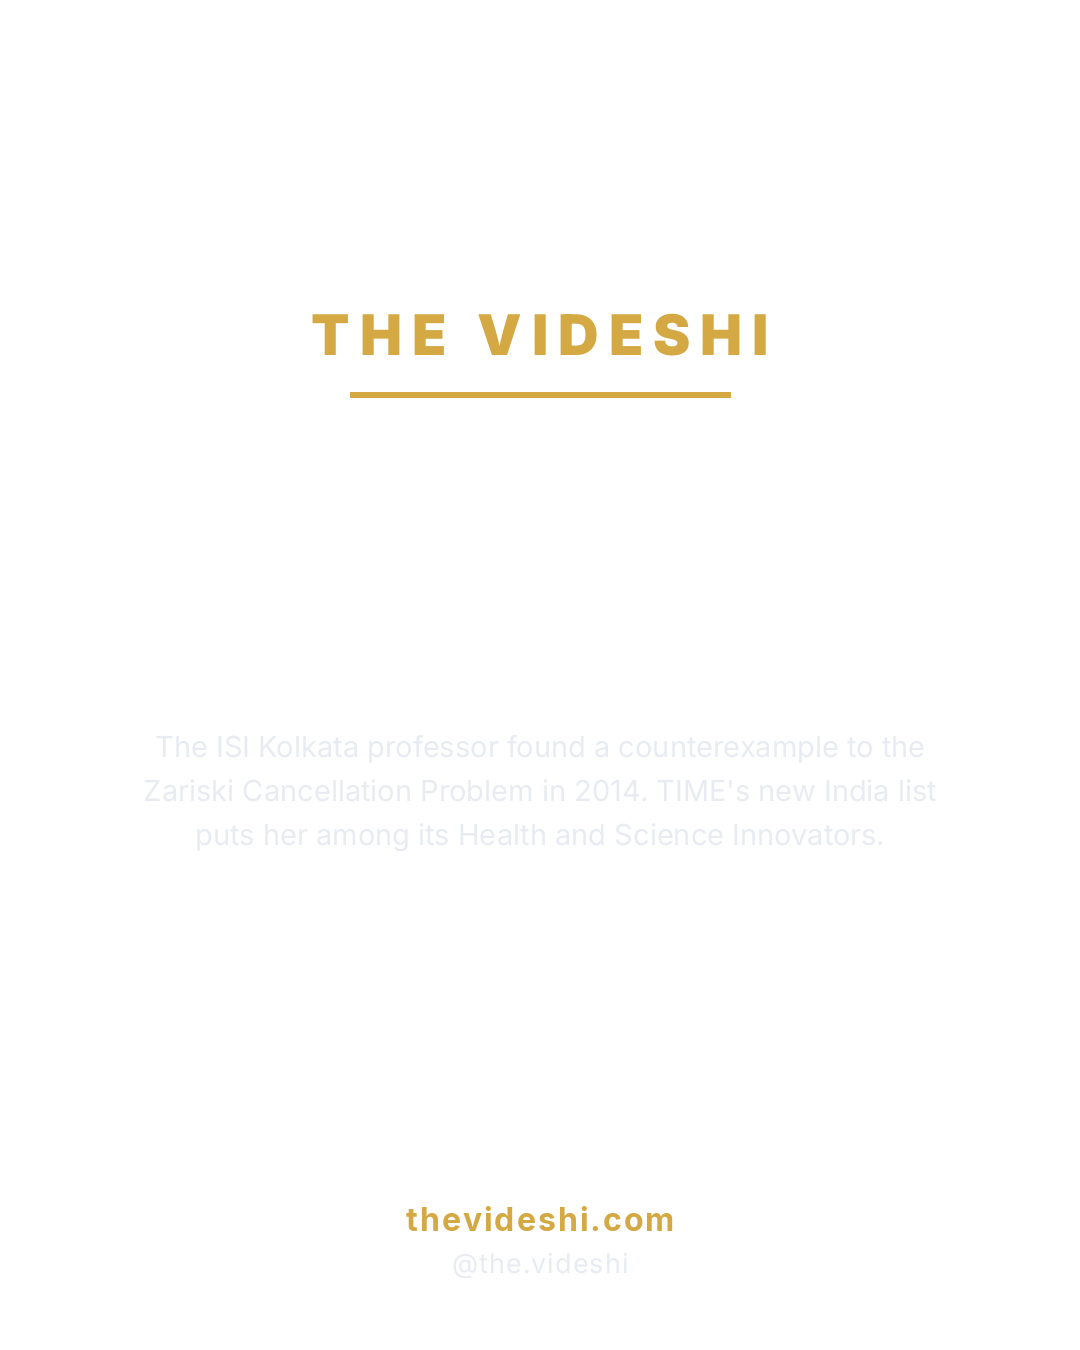 THE VIDESHI
The ISI Kolkata professor found a counterexample to the
Zariski Cancellation Problem in 2014. TIME's new India list
puts her among its Health and Science Innovators.
thevideshi.com
@the.videshi